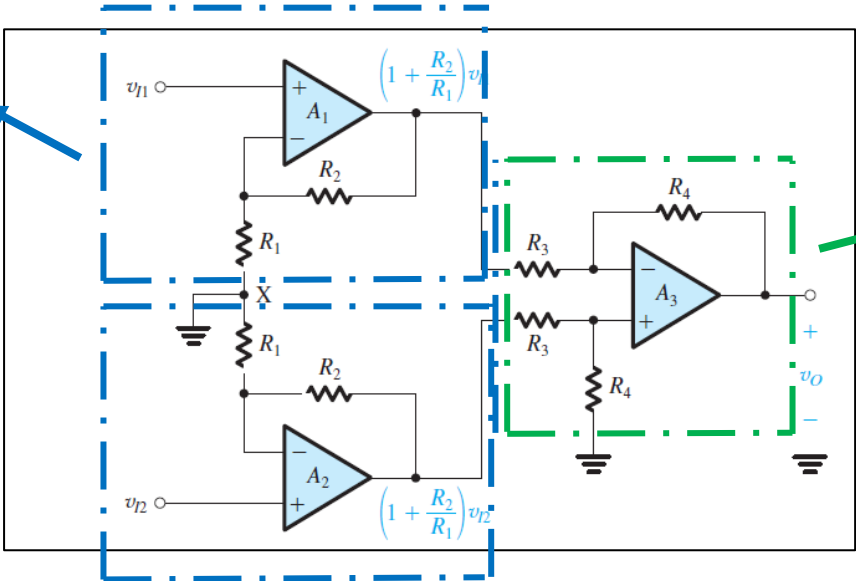 (1 + R2/R1)vI
vI1
+
A1
−
R2
R1
X
R1
R2
−
A2
+
vI2
(1 + R2/R1)vI2
R4
R3
−
A3
+
R3
R4
+
vO
−